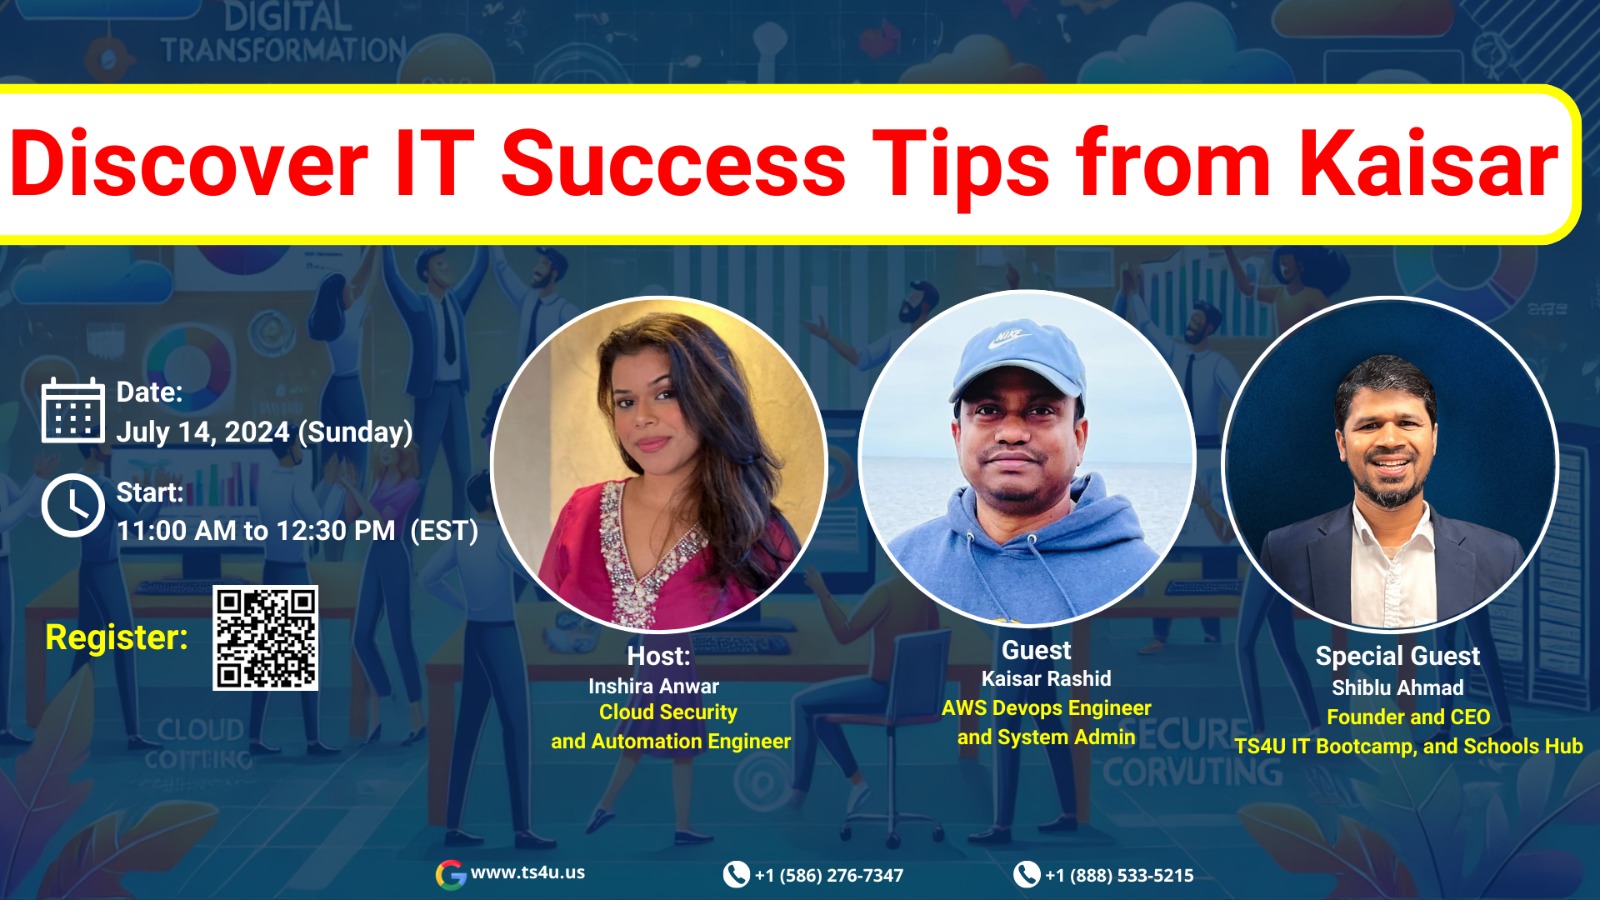 DIGITAL
TRANSFORMATION
Discover IT Success Tips from Kaisar
Date:
July 14, 2024 (Sunday)
Start:
11:00 AM to 12:30 PM (EST)
Register:
NIKE
Host:
Inshira Anwar
Cloud Security
and Automation Engineer
Guest
Kaisar Rashid
AWS Devops Engineer
and System Admin
Special Guest
Shiblu Ahmad
Founder and CEO
TS4U IT Bootcamp, and Schools Hub
CLOUD
SECURE
CORVUTING
www.ts4u.us
+1 (586) 276-7347
+1 (888) 533-5215